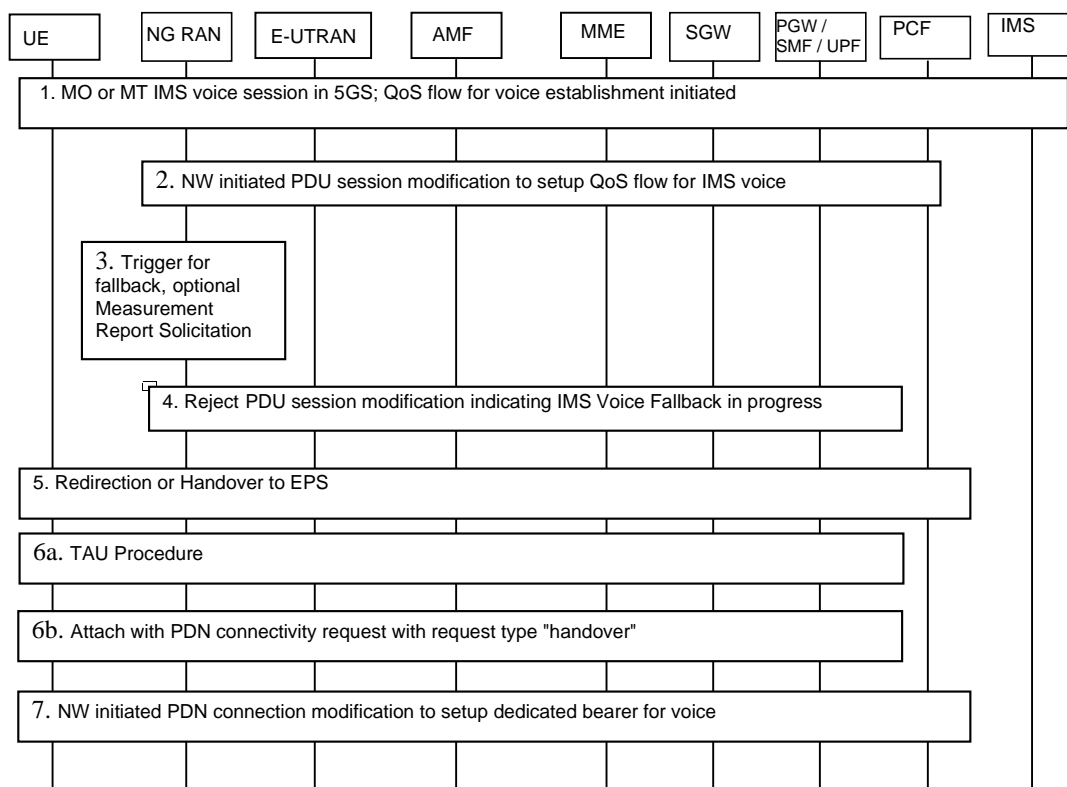 UE
NG RAN
E-UTRAN
AMF
MME
SGW
PGW /
SMF / UPF
PCF
IMS
1. MO or MT IMS voice session in 5GS; QoS flow for voice establishment initiated
2. NW initiated PDU session modification to setup QoS flow for IMS voice
3. Trigger for
fallback, optional
Measurement
Report Solicitation
4. Reject PDU session modification indicating IMS Voice Fallback in progress
5. Redirection or Handover to EPS
6a. TAU Procedure
6b. Attach with PDN connectivity request with request type "handover"
7. NW initiated PDN connection modification to setup dedicated bearer for voice